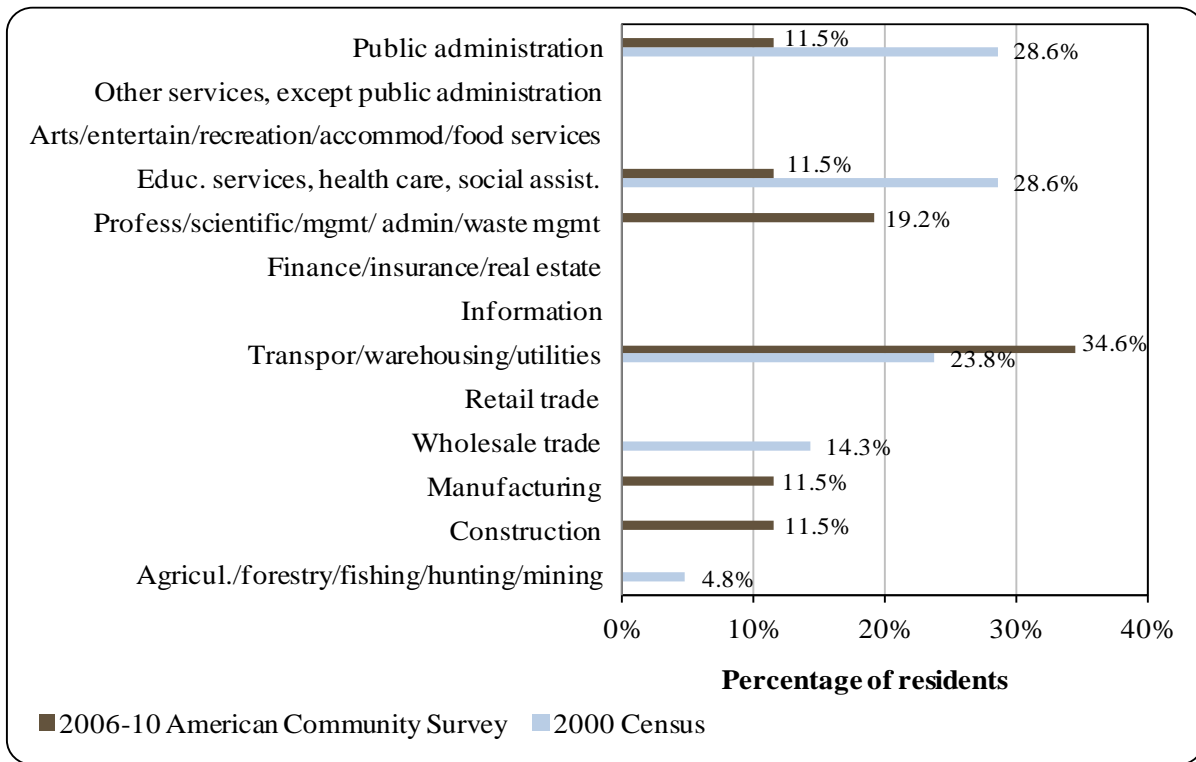 Public administration
11.5%
28.6%
Other services, except public administration
Arts/entertain/recreation/accommod/food services
Educ. services, health care, social assist.
11.5%
28.6%
Profess/scientific/mgmt/ admin/waste mgmt
19.2%
Finance/insurance/real estate
Information
Transpor/warehousing/utilities
34.6%
23.8%
Retail trade
Wholesale trade
14.3%
Manufacturing
11.5%
Construction
11.5%
Agricul./forestry/fishing/hunting/mining
4.8%
0% 10% 20% 30% 40%
Percentage of residents
2006-10 American Community Survey 2000 Census